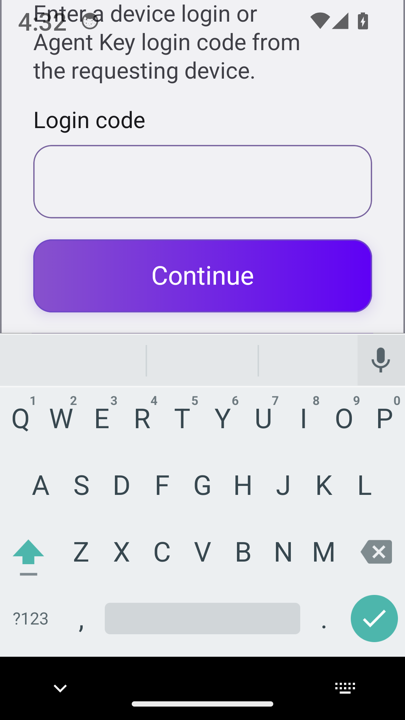 4:32
Enter a device login or
Agent Key login code from
the requesting device.
Login code
Continue
1 2 3 4 5 6 7 8 9 0
Q W E R T Y U I O P
A S D F G H J K L
Z X C V B N M
?123 , .